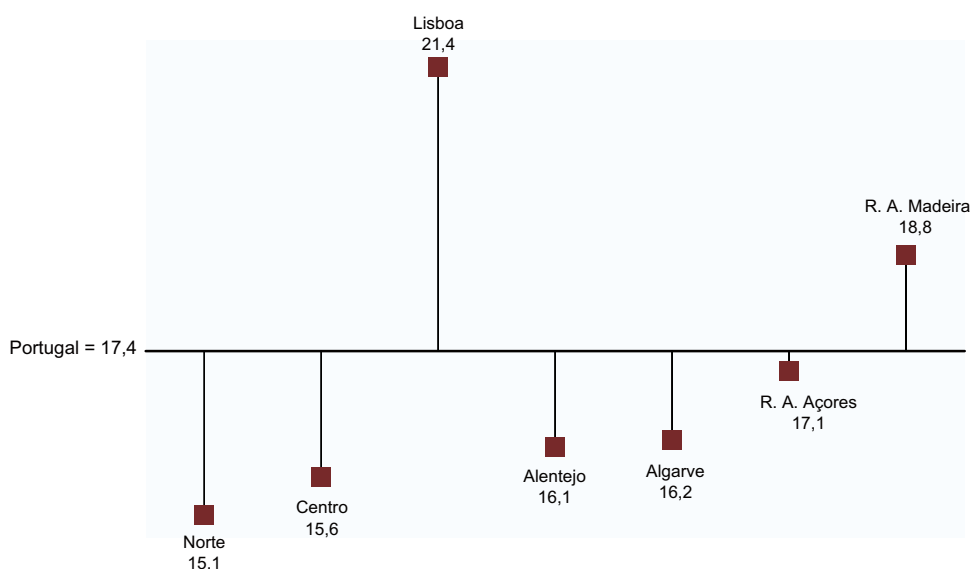 Lisboa
21,4
R. A. Madeira
18,8
Portugal = 17,4
R. A. Açores
17,1
Alentejo
16,1
Algarve
16,2
Centro
15,6
Norte
15,1